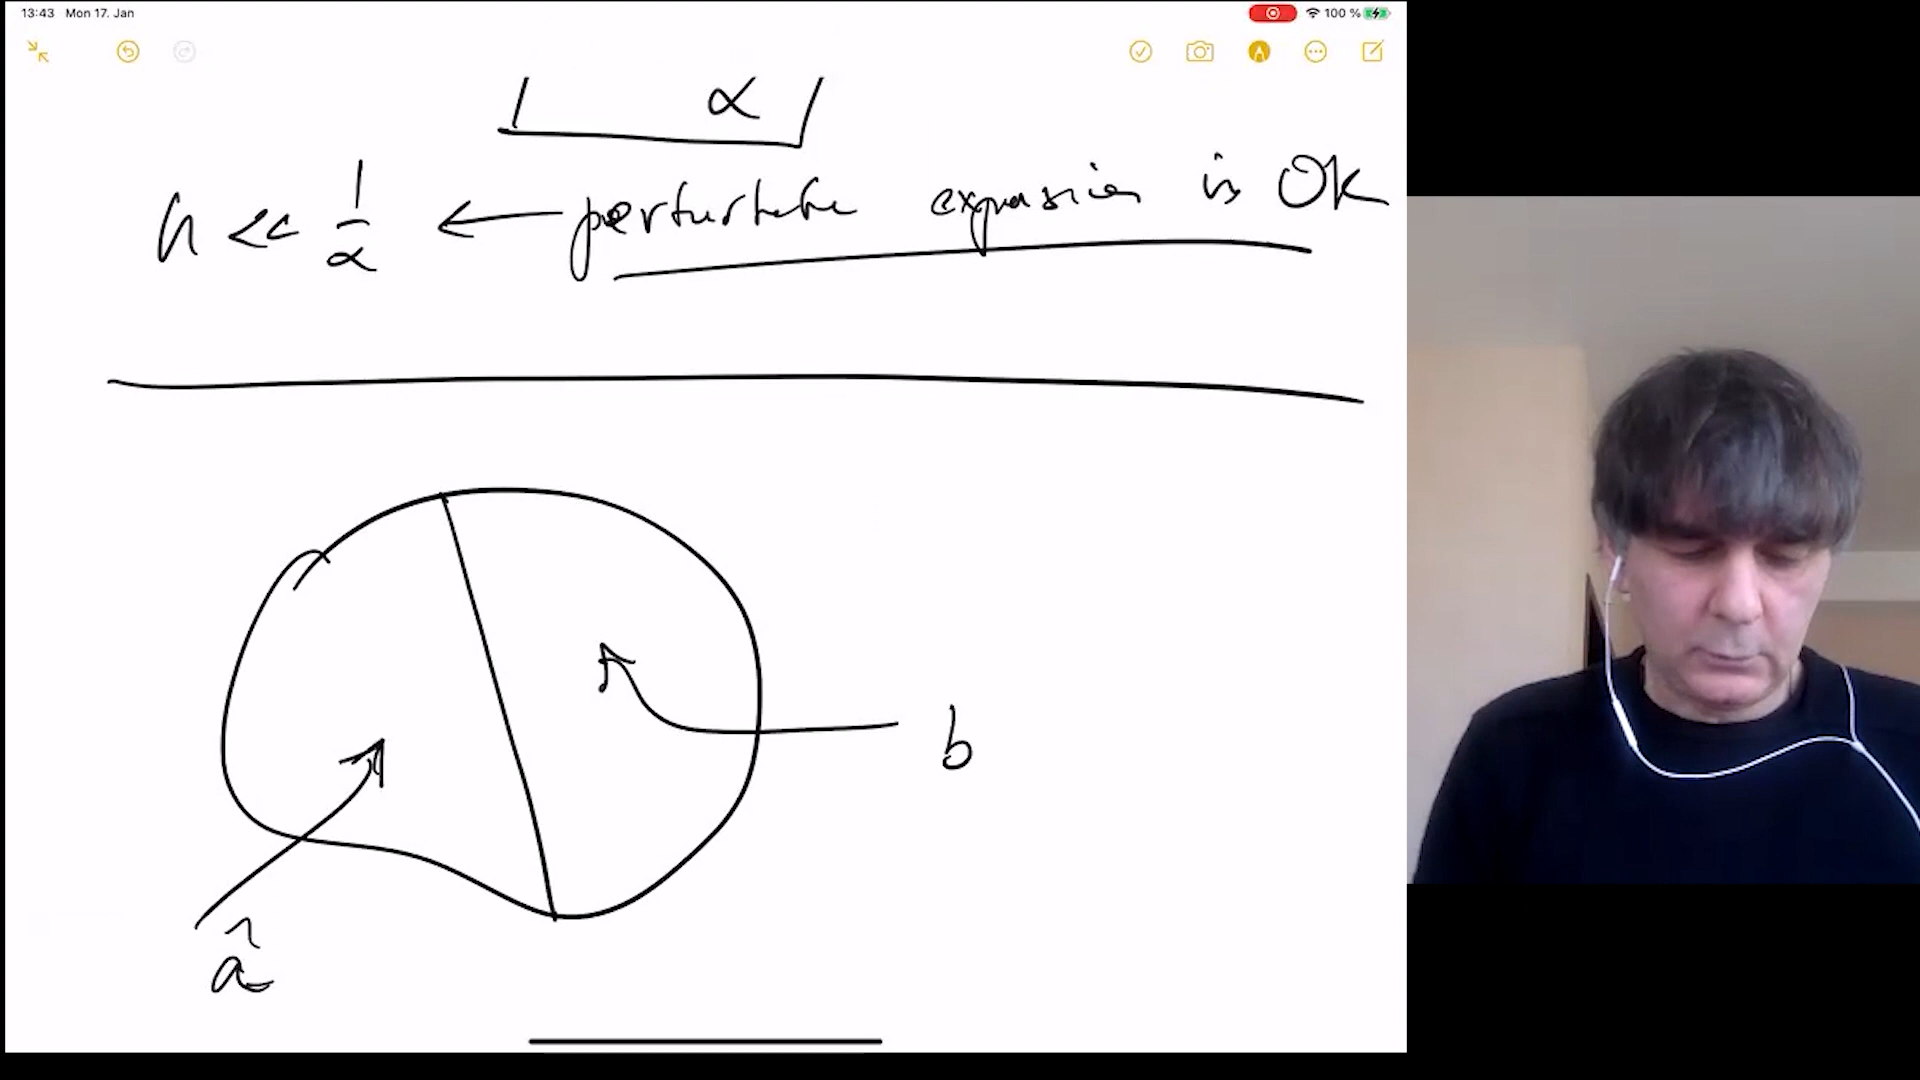 13:43 Mon 17. Jan 100 %
α
n << 1/α ← perturbative expansion is OK
b
â